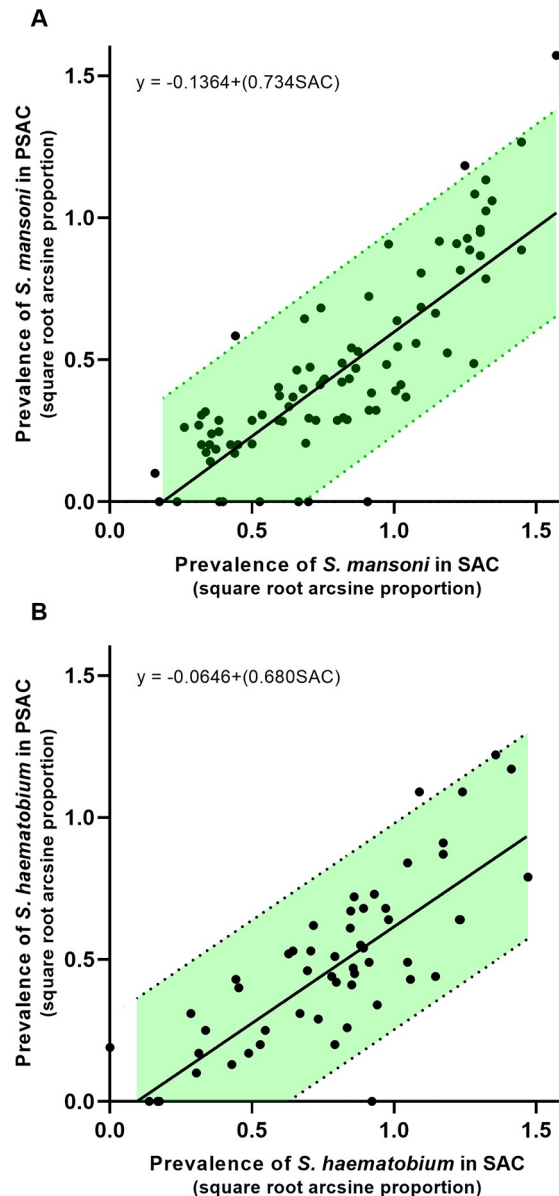 A
y = -0.1364+(0.734SAC)
Prevalence of S. mansoni in PSAC
(square root arcsine proportion)
1.5
1.0
0.5
0.0
0.0 0.5 1.0 1.5
Prevalence of S. mansoni in SAC
(square root arcsine proportion)
B
y = -0.0646+(0.680SAC)
Prevalence of S. haematobium in PSAC
(square root arcsine proportion)
1.5
1.0
0.5
0.0
0.0 0.5 1.0 1.5
Prevalence of S. haematobium in SAC
(square root arcsine proportion)